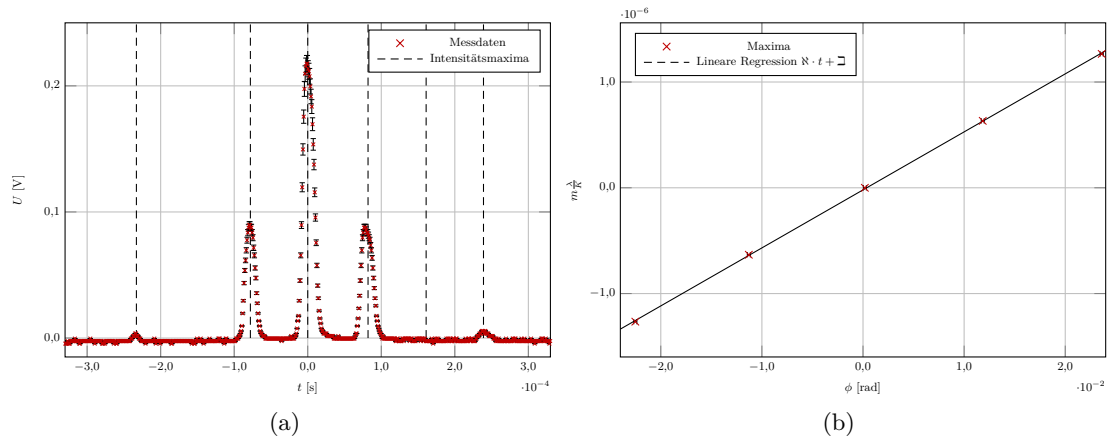 Messdaten
Intensitätsmaxima
0,2
0,1
0,0
U [V]
−3,0 −2,0 −1,0 0,0 1,0 2,0 3,0
t [s]
·10⁻⁴
(a)
·10⁻⁶
Maxima
Lineare Regression ℵ · t + ℶ
1,0
0,0
−1,0
m λ/K
−2,0 −1,0 0,0 1,0 2,0
ϕ [rad]
·10⁻²
(b)